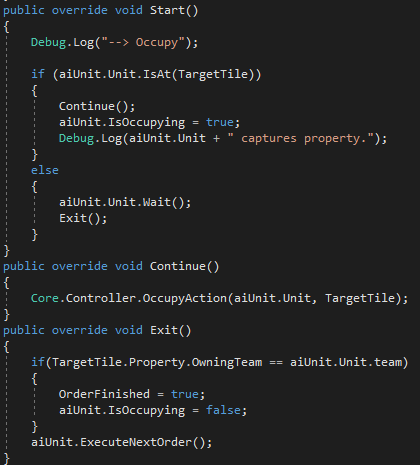 public override void Start()
{
Debug.Log("--> Occupy");
if (aiUnit.Unit.IsAt(TargetTile))
{
Continue();
aiUnit.IsOccupying = true;
Debug.Log(aiUnit.Unit + " captures property.");
}
else
{
aiUnit.Unit.Wait();
Exit();
}
}
public override void Continue()
{
Core.Controller.OccupyAction(aiUnit.Unit, TargetTile);
}
public override void Exit()
{
if(TargetTile.Property.OwningTeam == aiUnit.Unit.team)
{
OrderFinished = true;
aiUnit.IsOccupying = false;
}
aiUnit.ExecuteNextOrder();
}